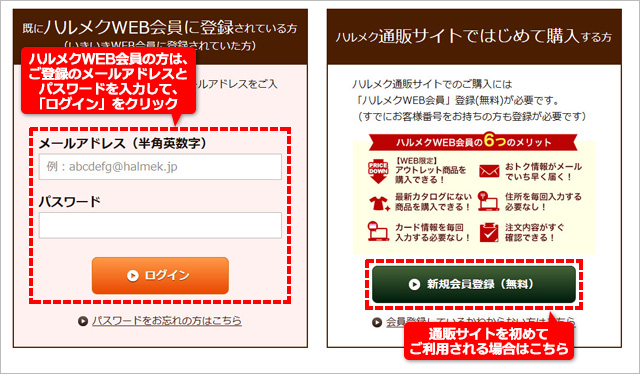 既にハルメクWEB会員に登録されている方
(いきいきWEB会員に登録されていた方)
ハルメクWEB会員の方は、
ご登録のメールアドレスと
パスワードを入力して、
「ログイン」をクリック
ールアドレスをご入
メールアドレス（半角英数字）
例：abcdefg@halmek.jp
パスワード
ログイン
パスワードをお忘れの方はこちら
ハルメク通販サイトではじめて購入する方
ハルメク通販サイトでのご購入には
「ハルメクWEB会員」登録(無料)が必要です。
(すでにお客様番号をお持ちの方も登録が必要です)
ハルメクWEB会員の6つのメリット
PRICE DOWN
【WEB限定】
アウトレット商品を
購入できる！
おトク情報がメール
でいち早く届く！
最新カタログにない
商品を購入できる！
住所を毎回入力する
必要なし！
カード情報を毎回
入力する必要なし！
注文内容がすぐ
確認できる！
新規会員登録（無料）
会員登録しているかわからない方はこちら
通販サイトを初めて
ご利用される場合はこちら